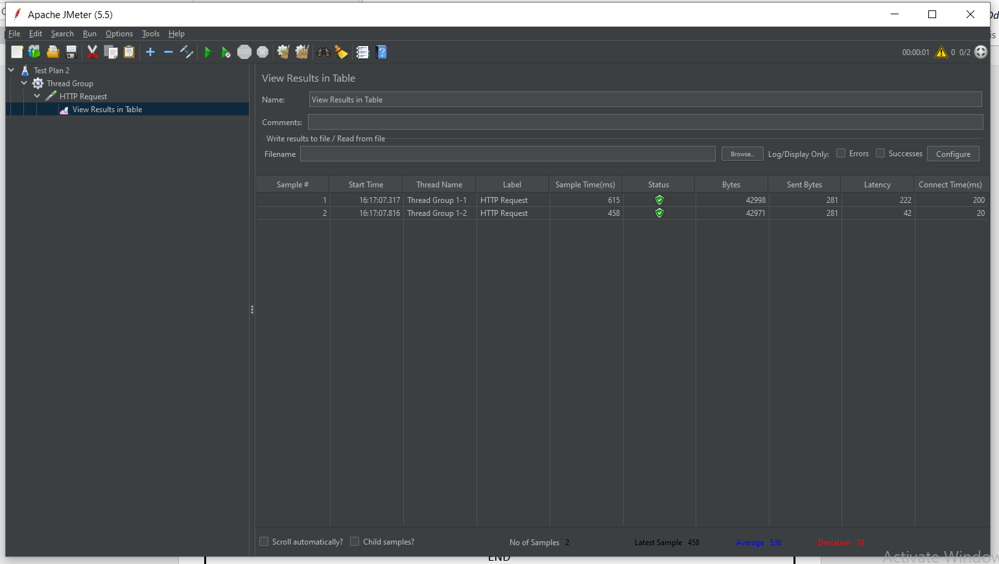 Apache JMeter (5.5)
File Edit Search Run Options Tools Help
00:00:01 0 0/2
Test Plan 2
Thread Group
HTTP Request
View Results in Table
View Results in Table
Name: View Results in Table
Comments:
Write results to file / Read from file
Filename Browse... Log/Display Only: Errors Successes Configure
Sample # Start Time Thread Name Label Sample Time(ms) Status Bytes Sent Bytes Latency Connect Time(ms)
1 16:17:07.317 Thread Group 1-1 HTTP Request 615 42998 281 222 200
2 16:17:07.816 Thread Group 1-2 HTTP Request 458 42971 281 42 20
Scroll automatically? Child samples? No of Samples 2 Latest Sample 458 Average 536 Deviation 78
END
Activate Window